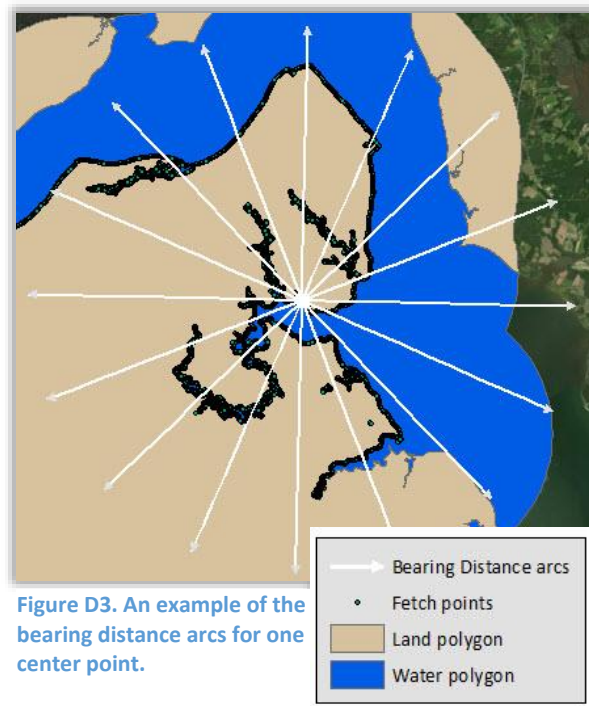 Bearing Distance arcs
Fetch points
Land polygon
Water polygon
Figure D3. An example of the
bearing distance arcs for one
center point.